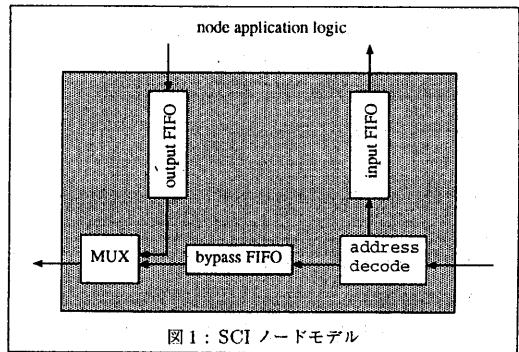 node application logic
output FIFO
input FIFO
MUX
bypass FIFO
address
decode
図1：SCI ノードモデル